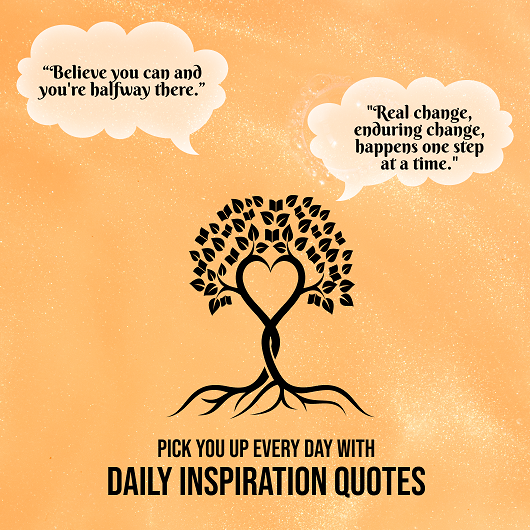 “Believe you can and
you're halfway there.”
"Real change,
enduring change,
happens one step
at a time."
PICK YOU UP EVERY DAY WITH
DAILY INSPIRATION QUOTES